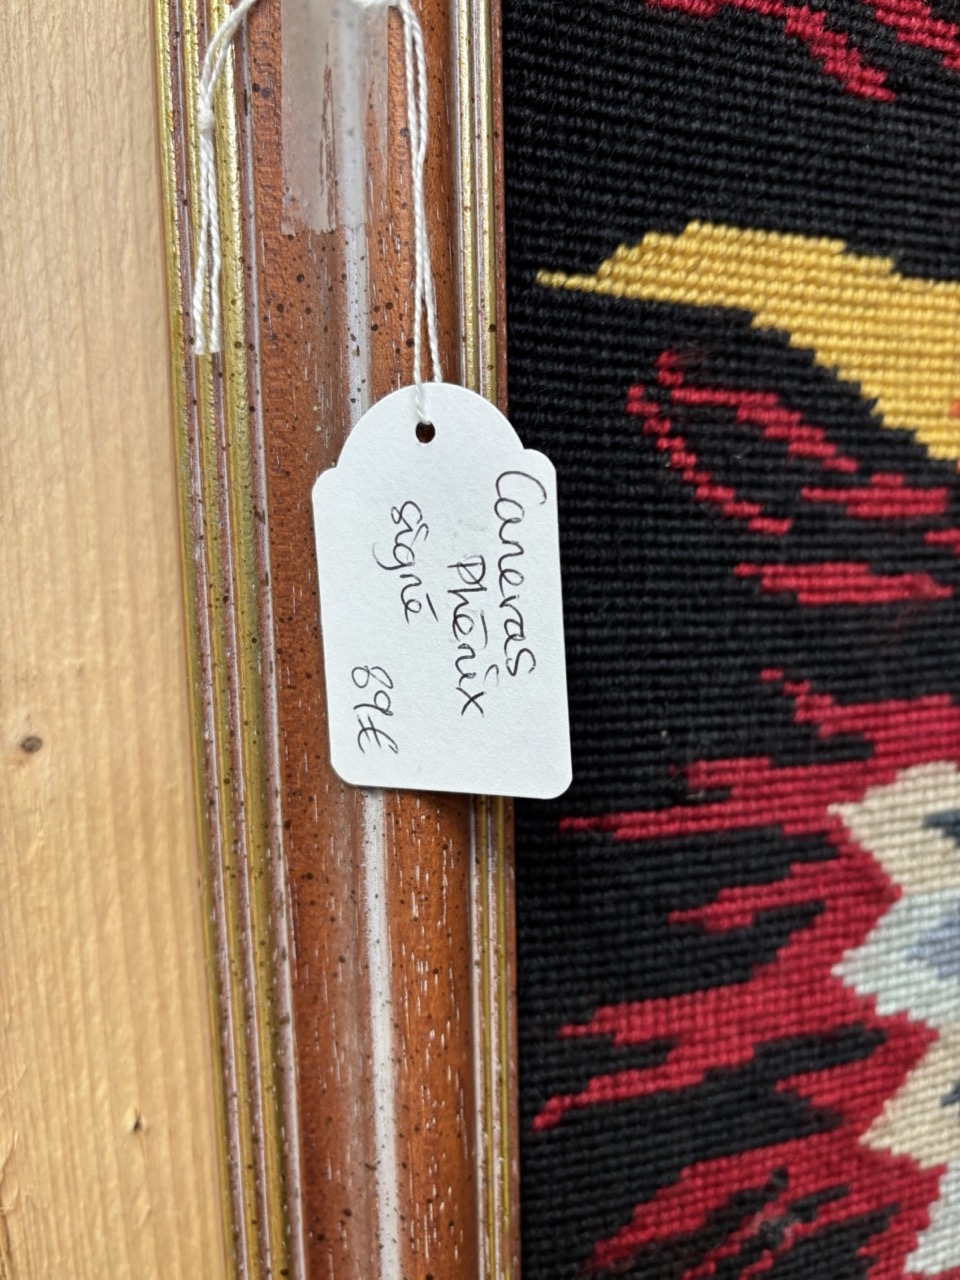 Canevas
Phénix
signé
89€